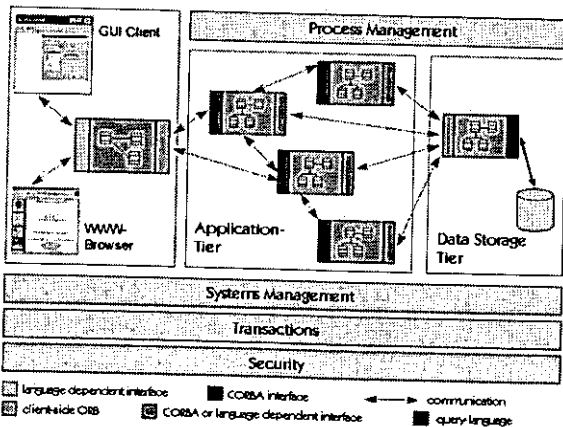 GUI Client
Process Management
WWW-
Browser
Application-
Tier
Data Storage
Tier
Systems Management
Transactions
Security
language dependent interface
CORBA interface
communication
client-side ORB
CORBA or language dependent interface
query-language